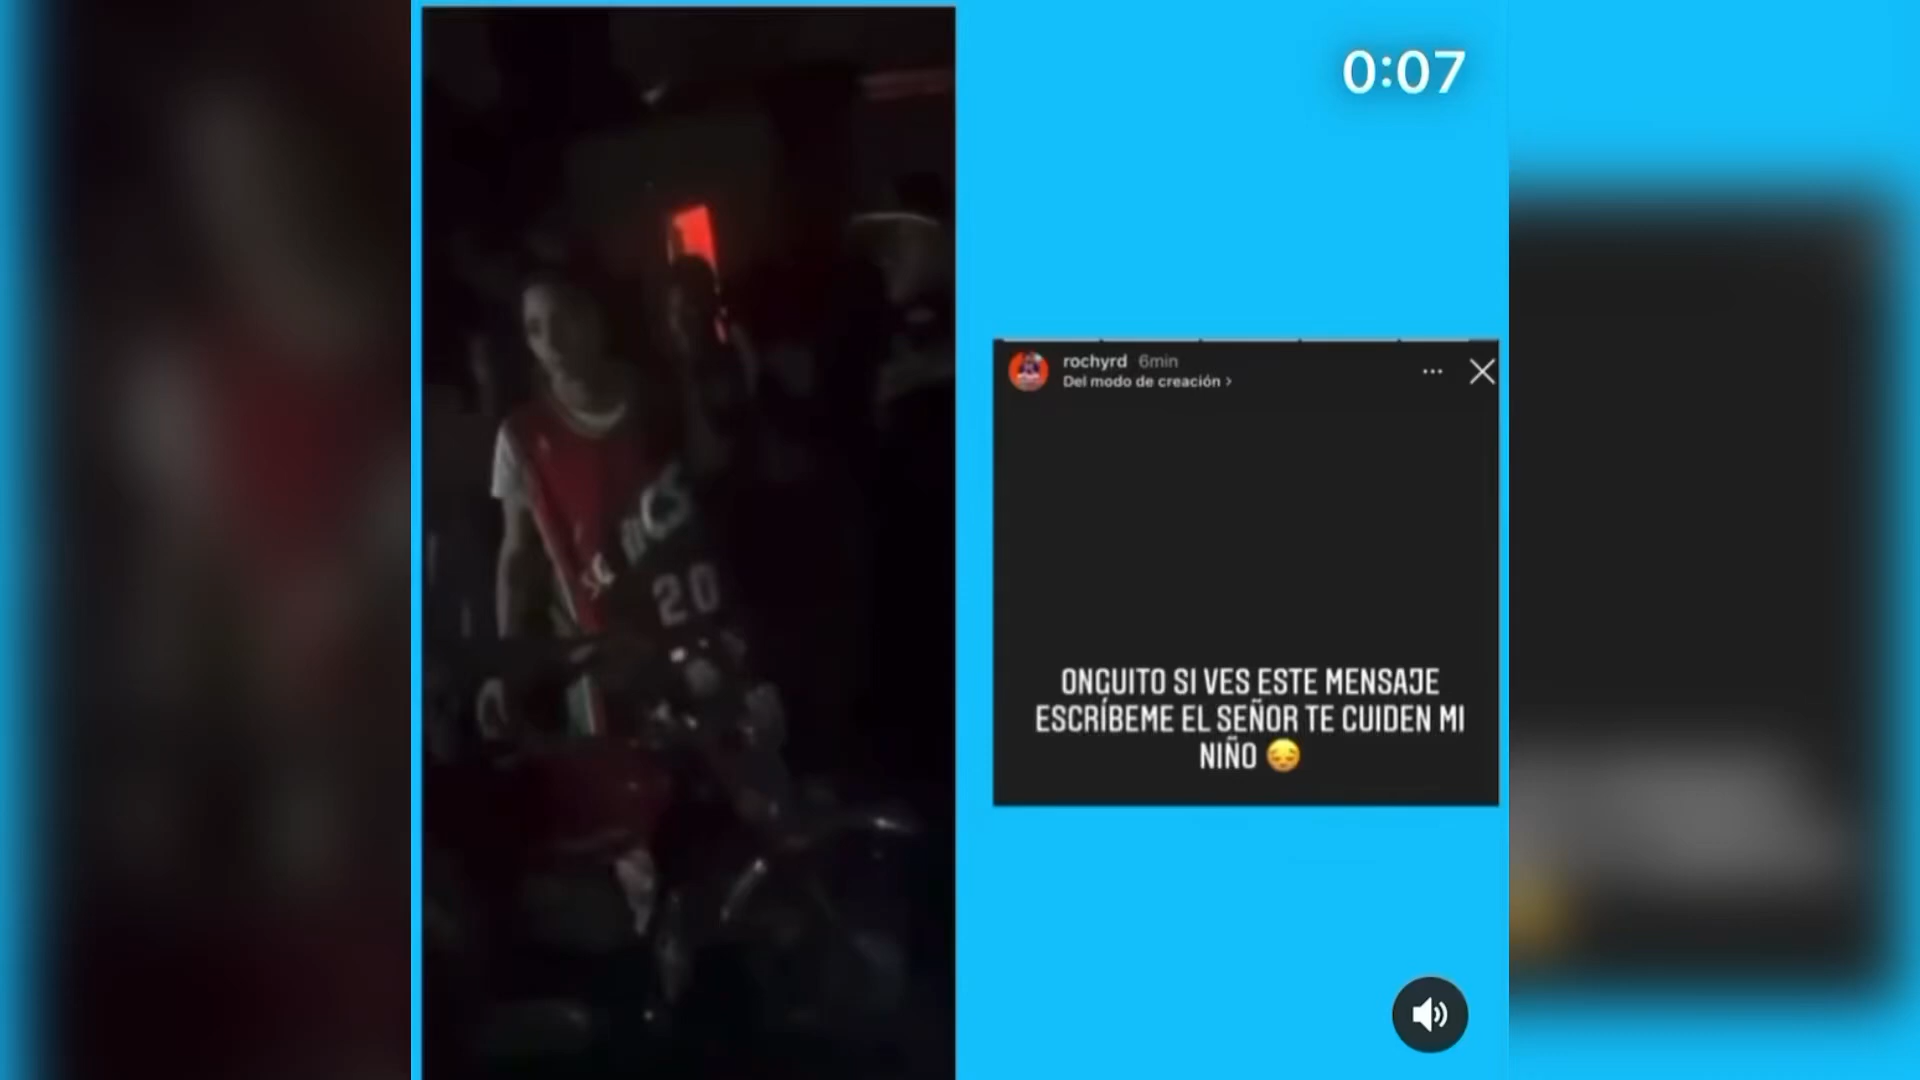 0:07
rochyrd 6min
Del modo de creación >
ONGUITO SI VES ESTE MENSAJE
ESCRÍBEME EL SEÑOR TE CUIDEN MI
NIÑO 😔
20